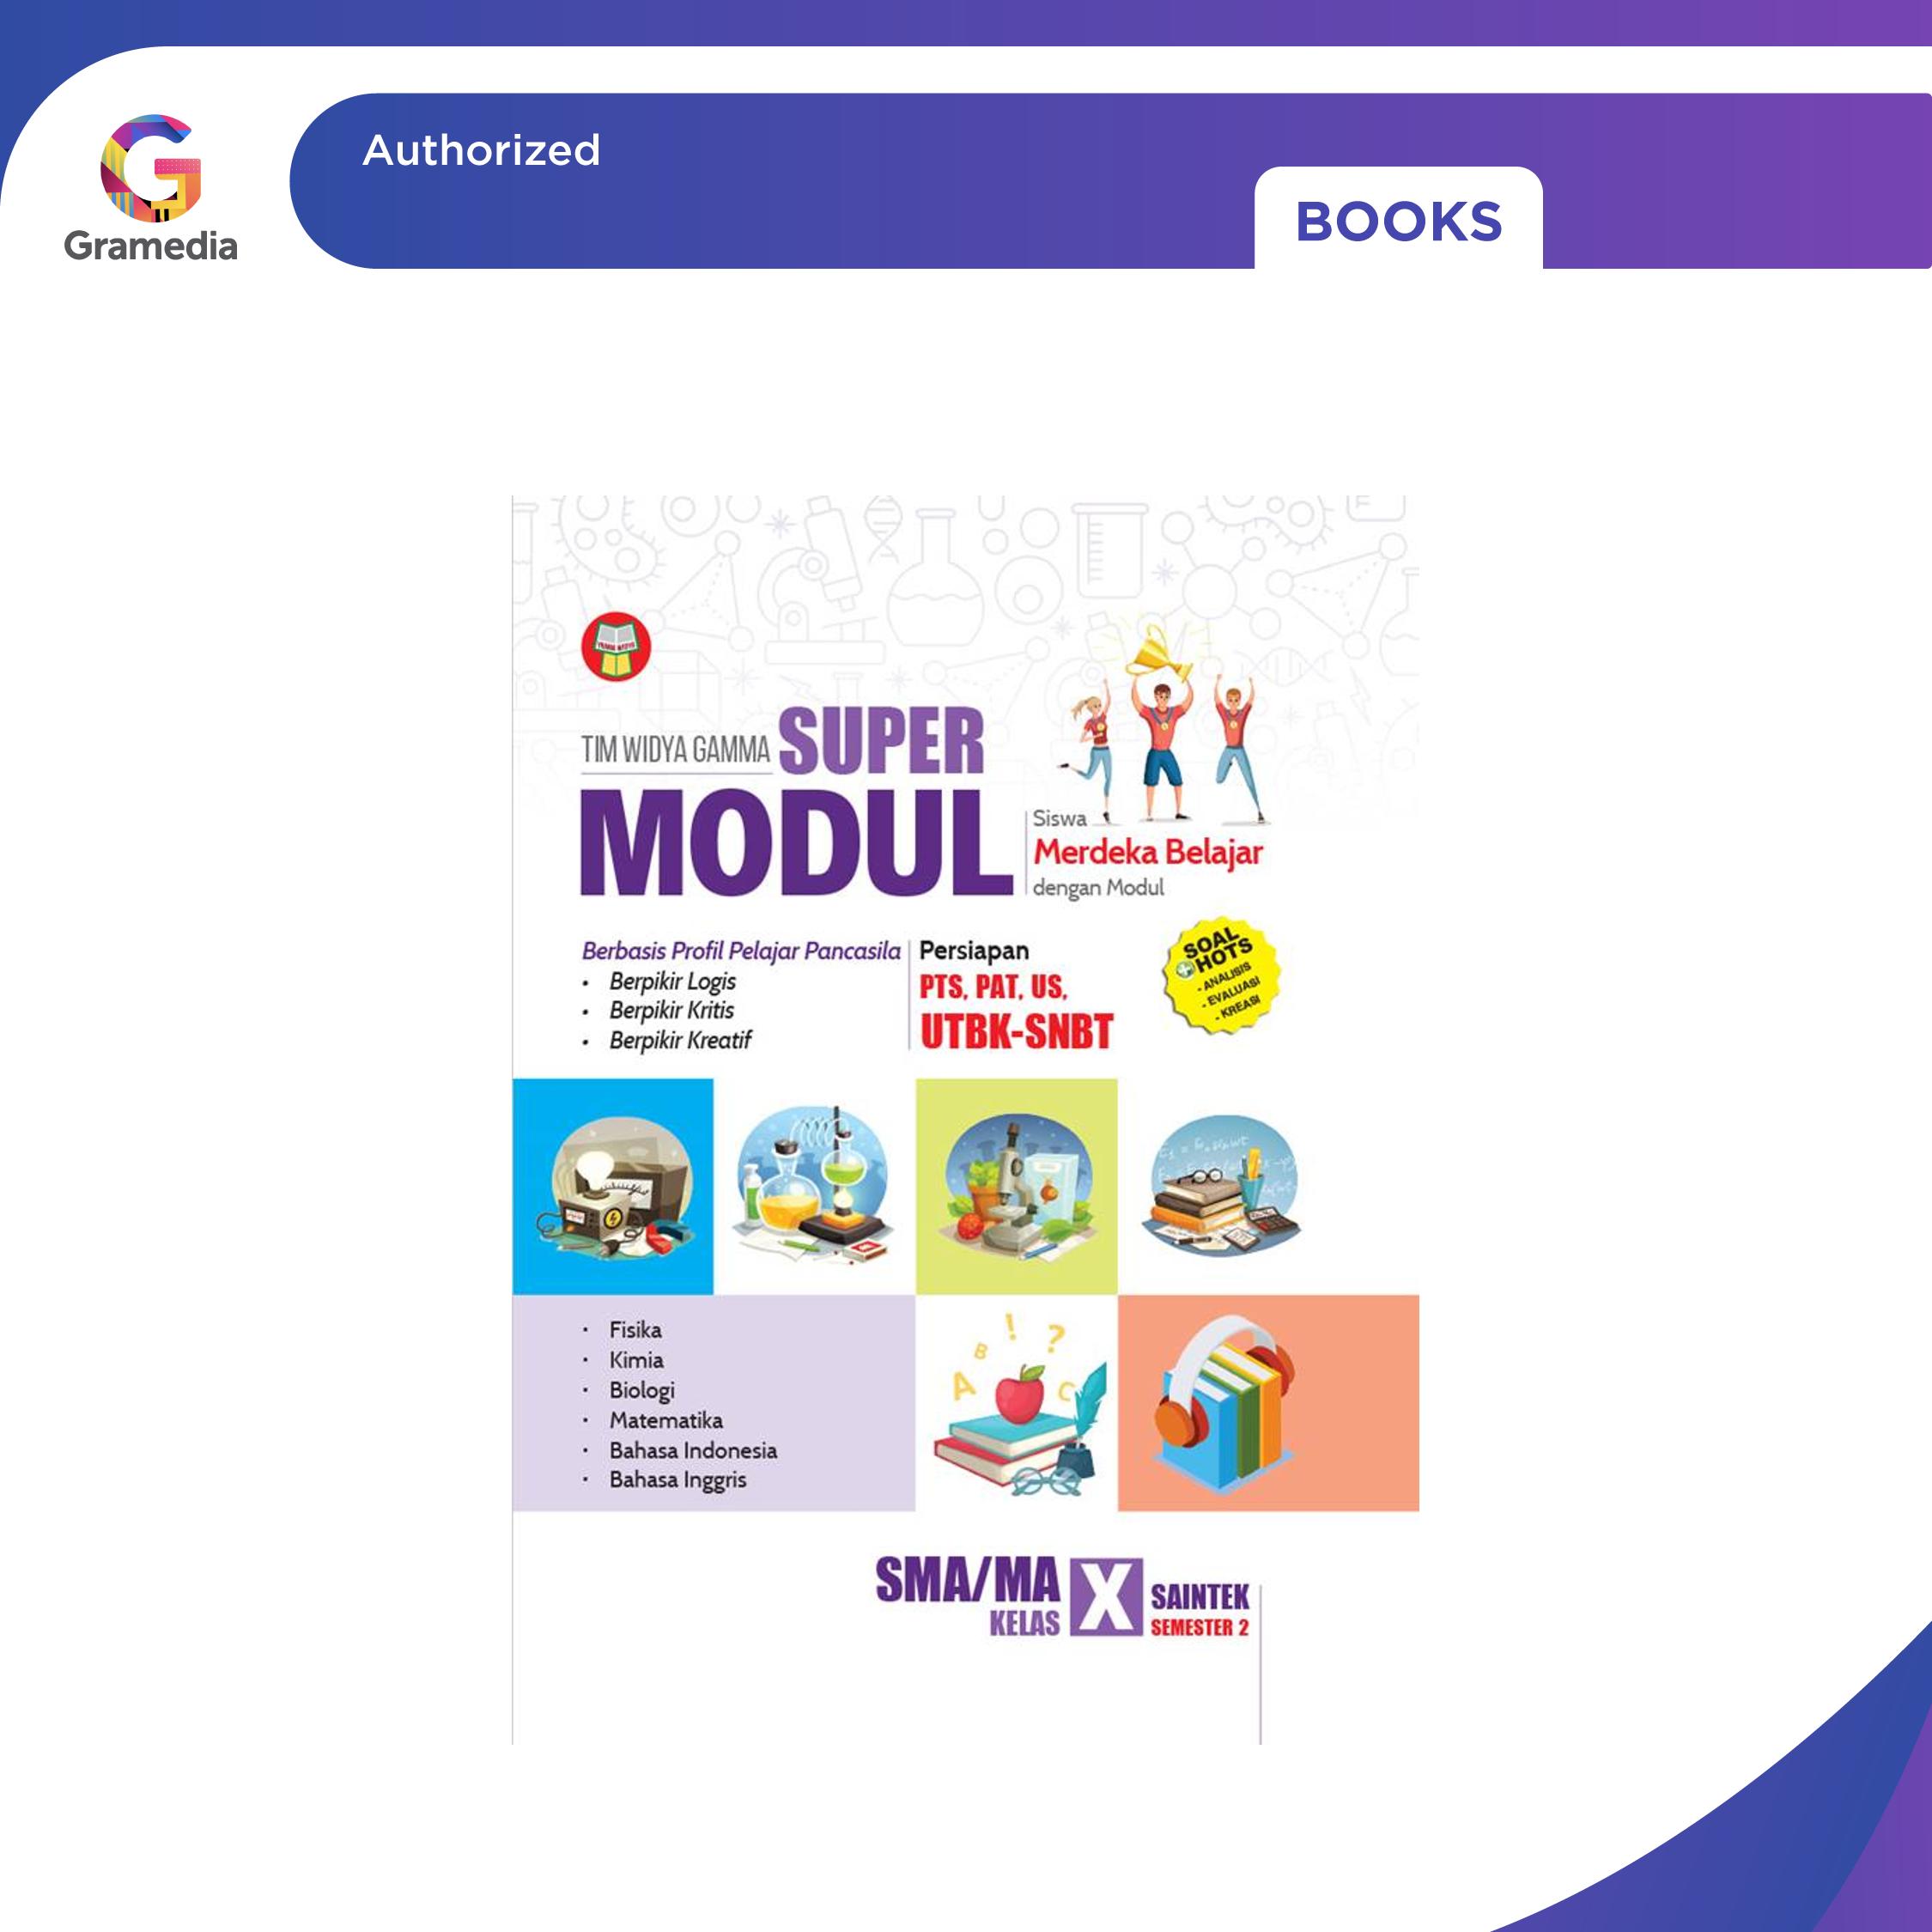 Gramedia
Authorized
BOOKS
TIM WIDYA GAMMA SUPER
MODUL
Siswa
Merdeka Belajar
dengan Modul
Berbasis Profil Pelajar Pancasila
• Berpikir Logis
• Berpikir Kritis
• Berpikir Kreatif
Persiapan
PTS, PAT, US,
UTBK-SNBT
SOAL
HOTS
- ANALISIS
- EVALUASI
- KREASI
• Fisika
• Kimia
• Biologi
• Matematika
• Bahasa Indonesia
• Bahasa Inggris
A B ! ? C
SMA/MA
KELAS
X
SAINTEK
SEMESTER 2